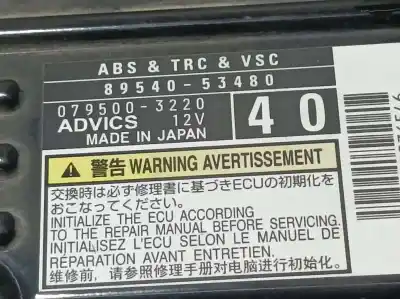 ABS & TRC & VSC
89540-53480
079500-3220
ADVICS 12V
MADE IN JAPAN
40
警告 WARNING AVERTISSEMENT
交換時は必ず修理書に基づきECUの初期化を
おこなってください。
INITIALIZE THE ECU ACCORDING
TO THE REPAIR MANUAL BEFORE SERVICING.
INITIALISEZ L'ECU SELON LE MANUEL DE
RÉPARATION AVANT ENTRETIEN.
维修前，请参照修理手册对电脑进行初始化。